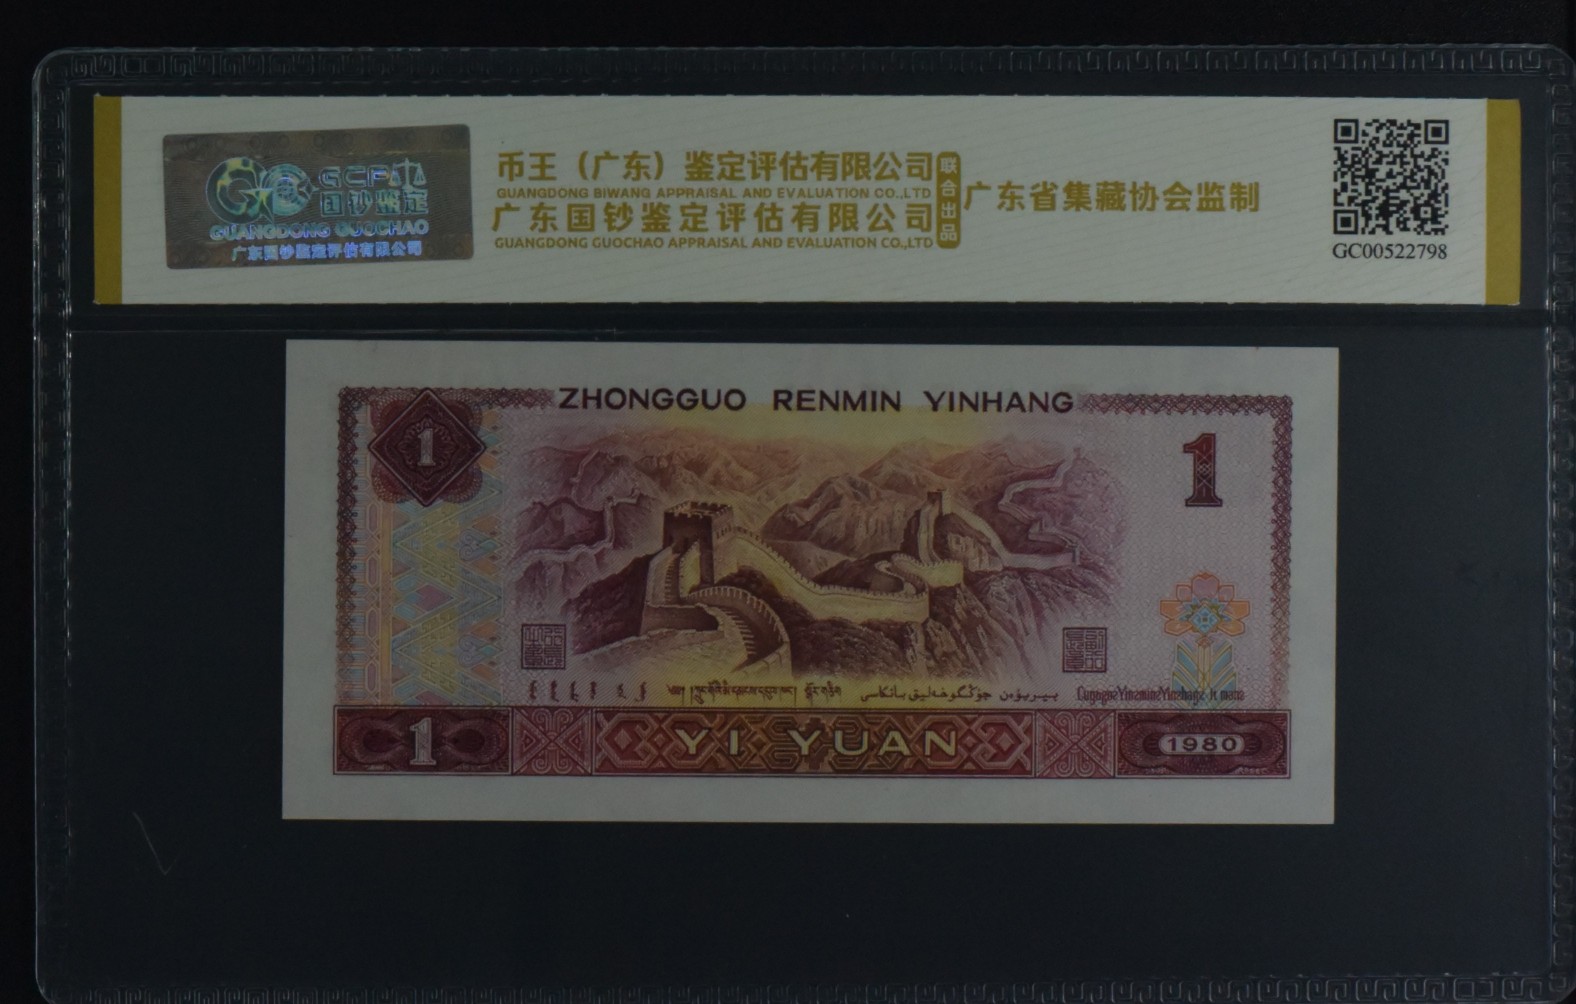 GCP
国钞鉴定
GUANGDONG GUOCHAO
广东国钞鉴定评估有限公司
币王（广东）鉴定评估有限公司
GUANGDONG BIWANG APPRAISAL AND EVALUATION CO.,LTD
广东国钞鉴定评估有限公司
GUANGDONG GUOCHAO APPRAISAL AND EVALUATION CO.,LTD
联合出品
广东省集藏协会监制
GC00522798
ZHONGGUO RENMIN YINHANG
1
1
1
YI YUAN
1980